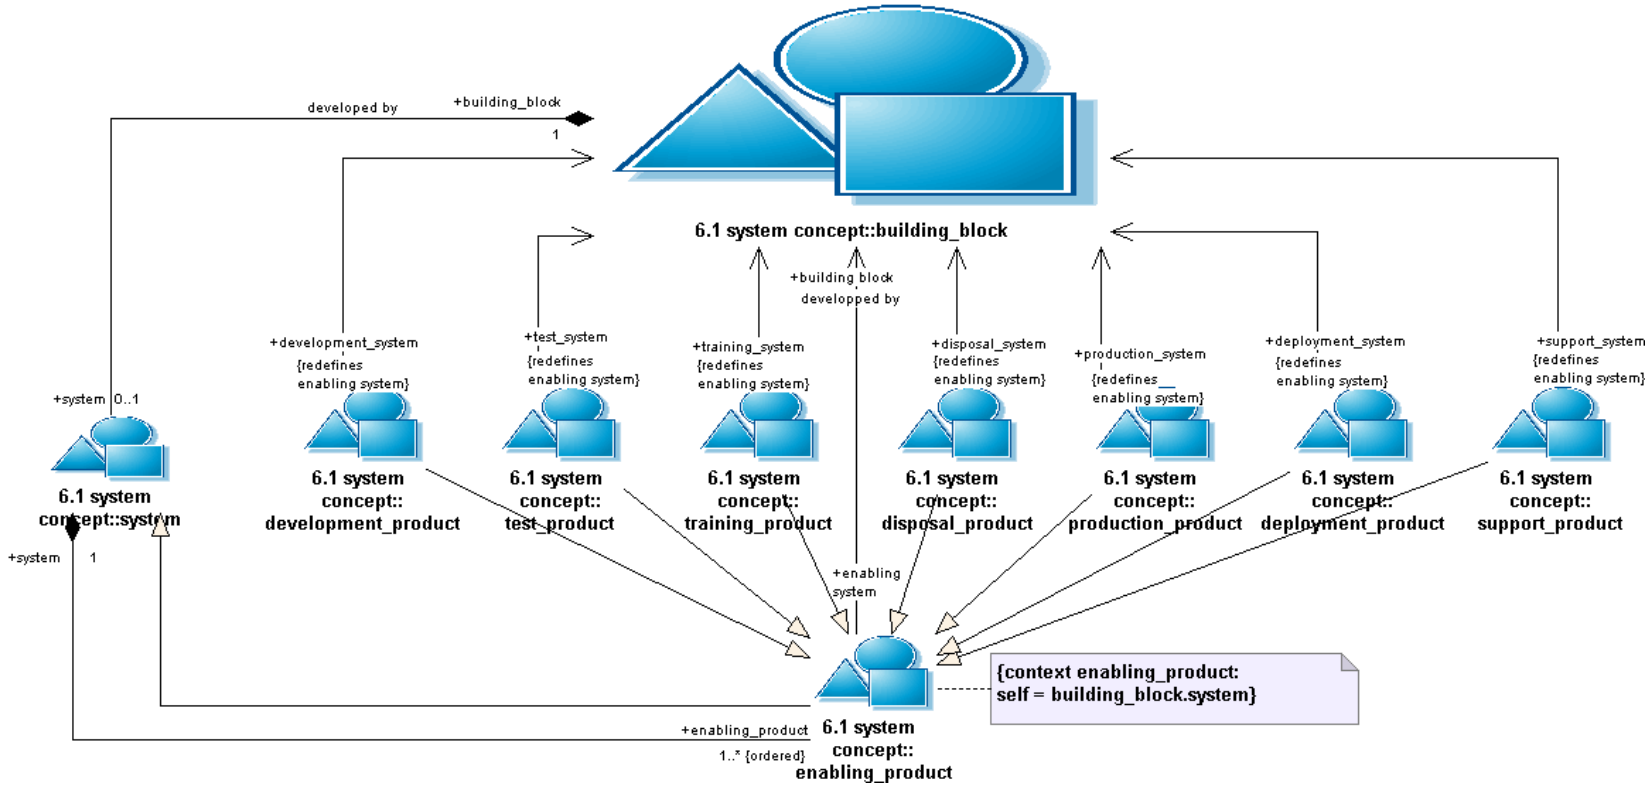 developed by
+building_block
1
6.1 system concept::building_block
+building block
developped by
+development_system
{redefines
enabling system}
+test_system
{redefines
enabling system}
+training_system
{redefines
enabling system}
+disposal_system
{redefines
enabling system}
+production_system
{redefines
enabling system}
+deployment_system
{redefines
enabling system}
+support_system
{redefines
enabling system}
+system
0..1
6.1 system
concept::system
6.1 system
concept::
development_product
6.1 system
concept::
test_product
6.1 system
concept::
training_product
6.1 system
concept::
disposal_product
6.1 system
concept::
production_product
6.1 system
concept::
deployment_product
6.1 system
concept::
support_product
+system
1
+enabling
system
{context enabling_product:
self = building_block.system}
+enabling_product
1..* {ordered}
6.1 system
concept::
enabling_product